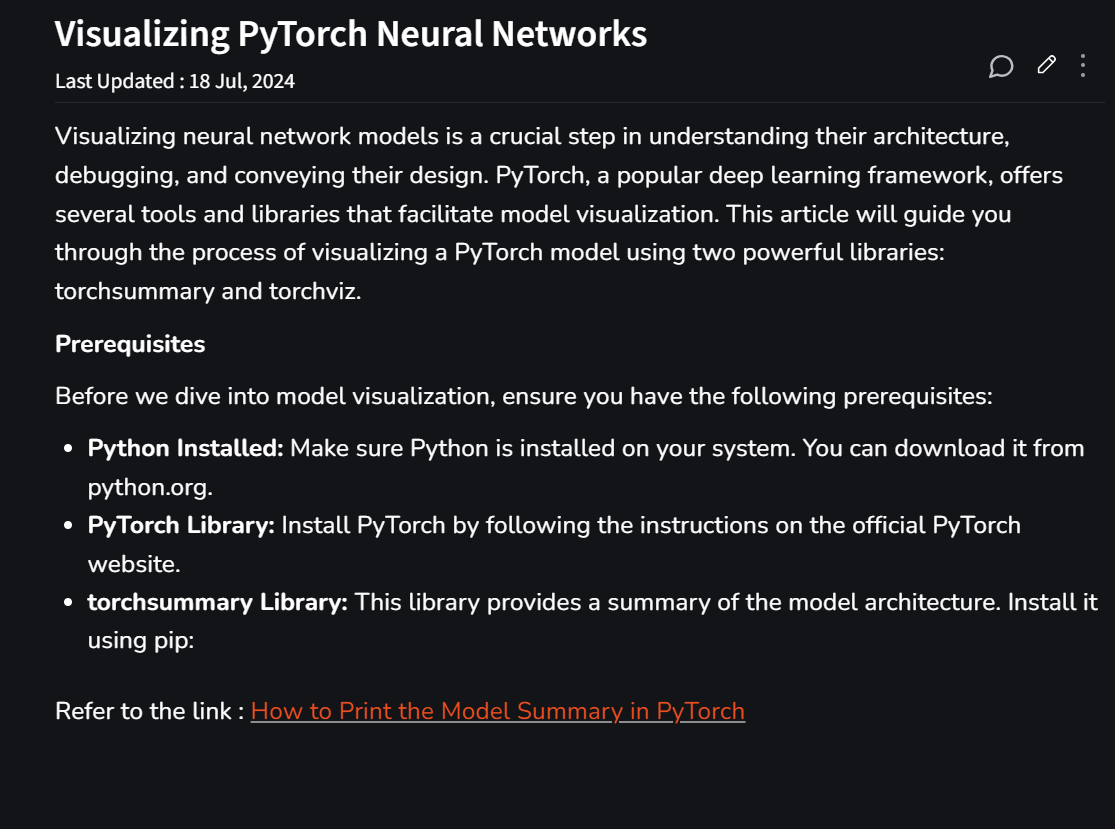 Visualizing PyTorch Neural Networks
Last Updated : 18 Jul, 2024
Visualizing neural network models is a crucial step in understanding their architecture,
debugging, and conveying their design. PyTorch, a popular deep learning framework, offers
several tools and libraries that facilitate model visualization. This article will guide you
through the process of visualizing a PyTorch model using two powerful libraries:
torchsummary and torchviz.
Prerequisites
Before we dive into model visualization, ensure you have the following prerequisites:
• Python Installed: Make sure Python is installed on your system. You can download it from
python.org.
• PyTorch Library: Install PyTorch by following the instructions on the official PyTorch
website.
• torchsummary Library: This library provides a summary of the model architecture. Install it
using pip:
Refer to the link : How to Print the Model Summary in PyTorch